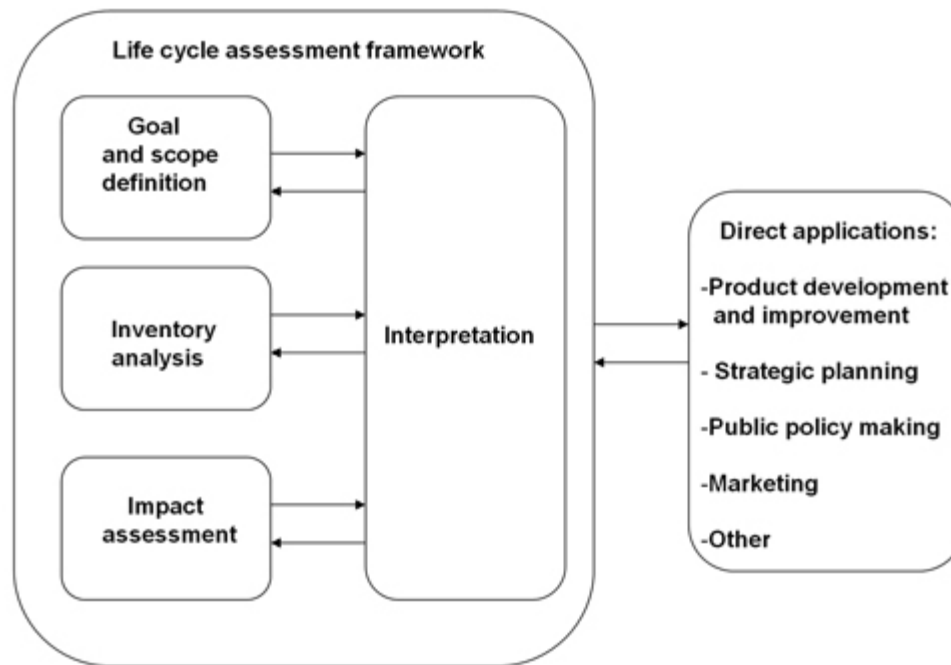 Life cycle assessment framework
Goal
and scope
definition
Inventory
analysis
Impact
assessment
Interpretation
Direct applications:
-Product development
and improvement
- Strategic planning
-Public policy making
-Marketing
-Other